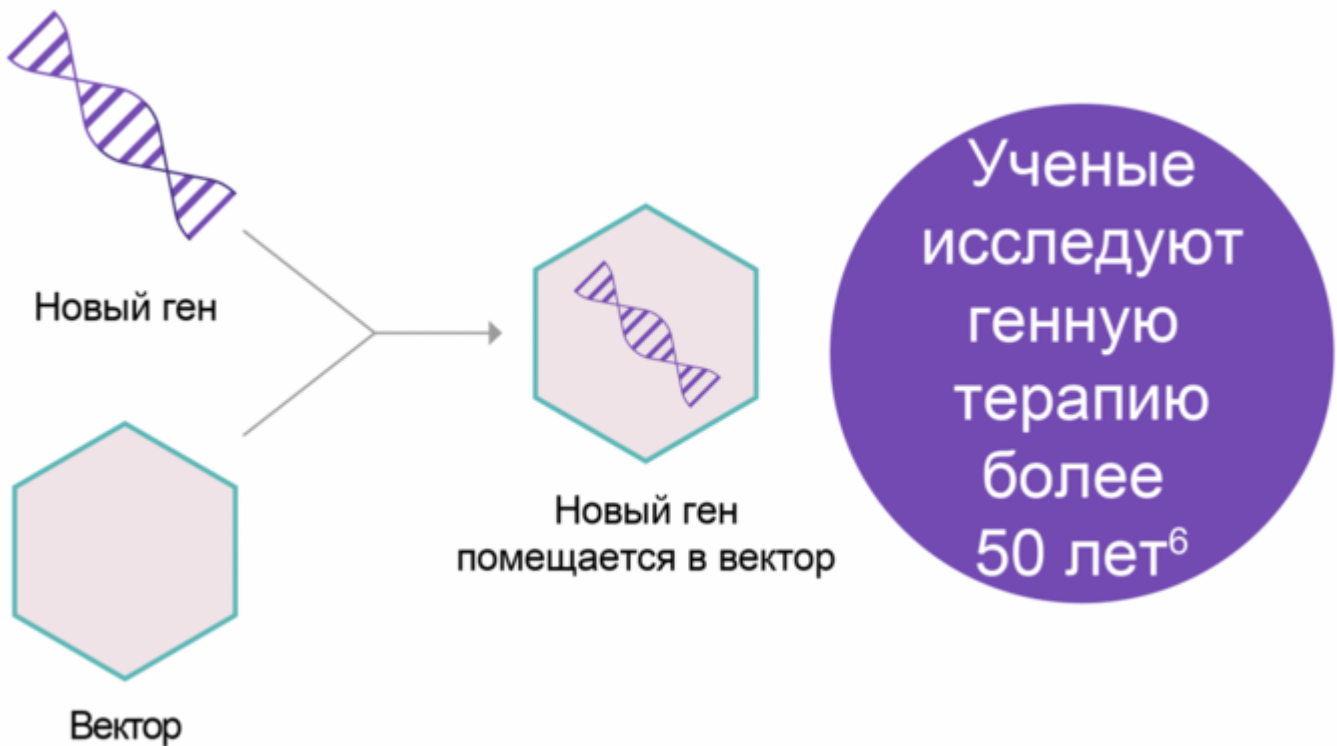 Новый ген
Вектор
Новый ген
помещается в вектор
Ученые
исследуют
генную
терапию
более
50 лет⁶